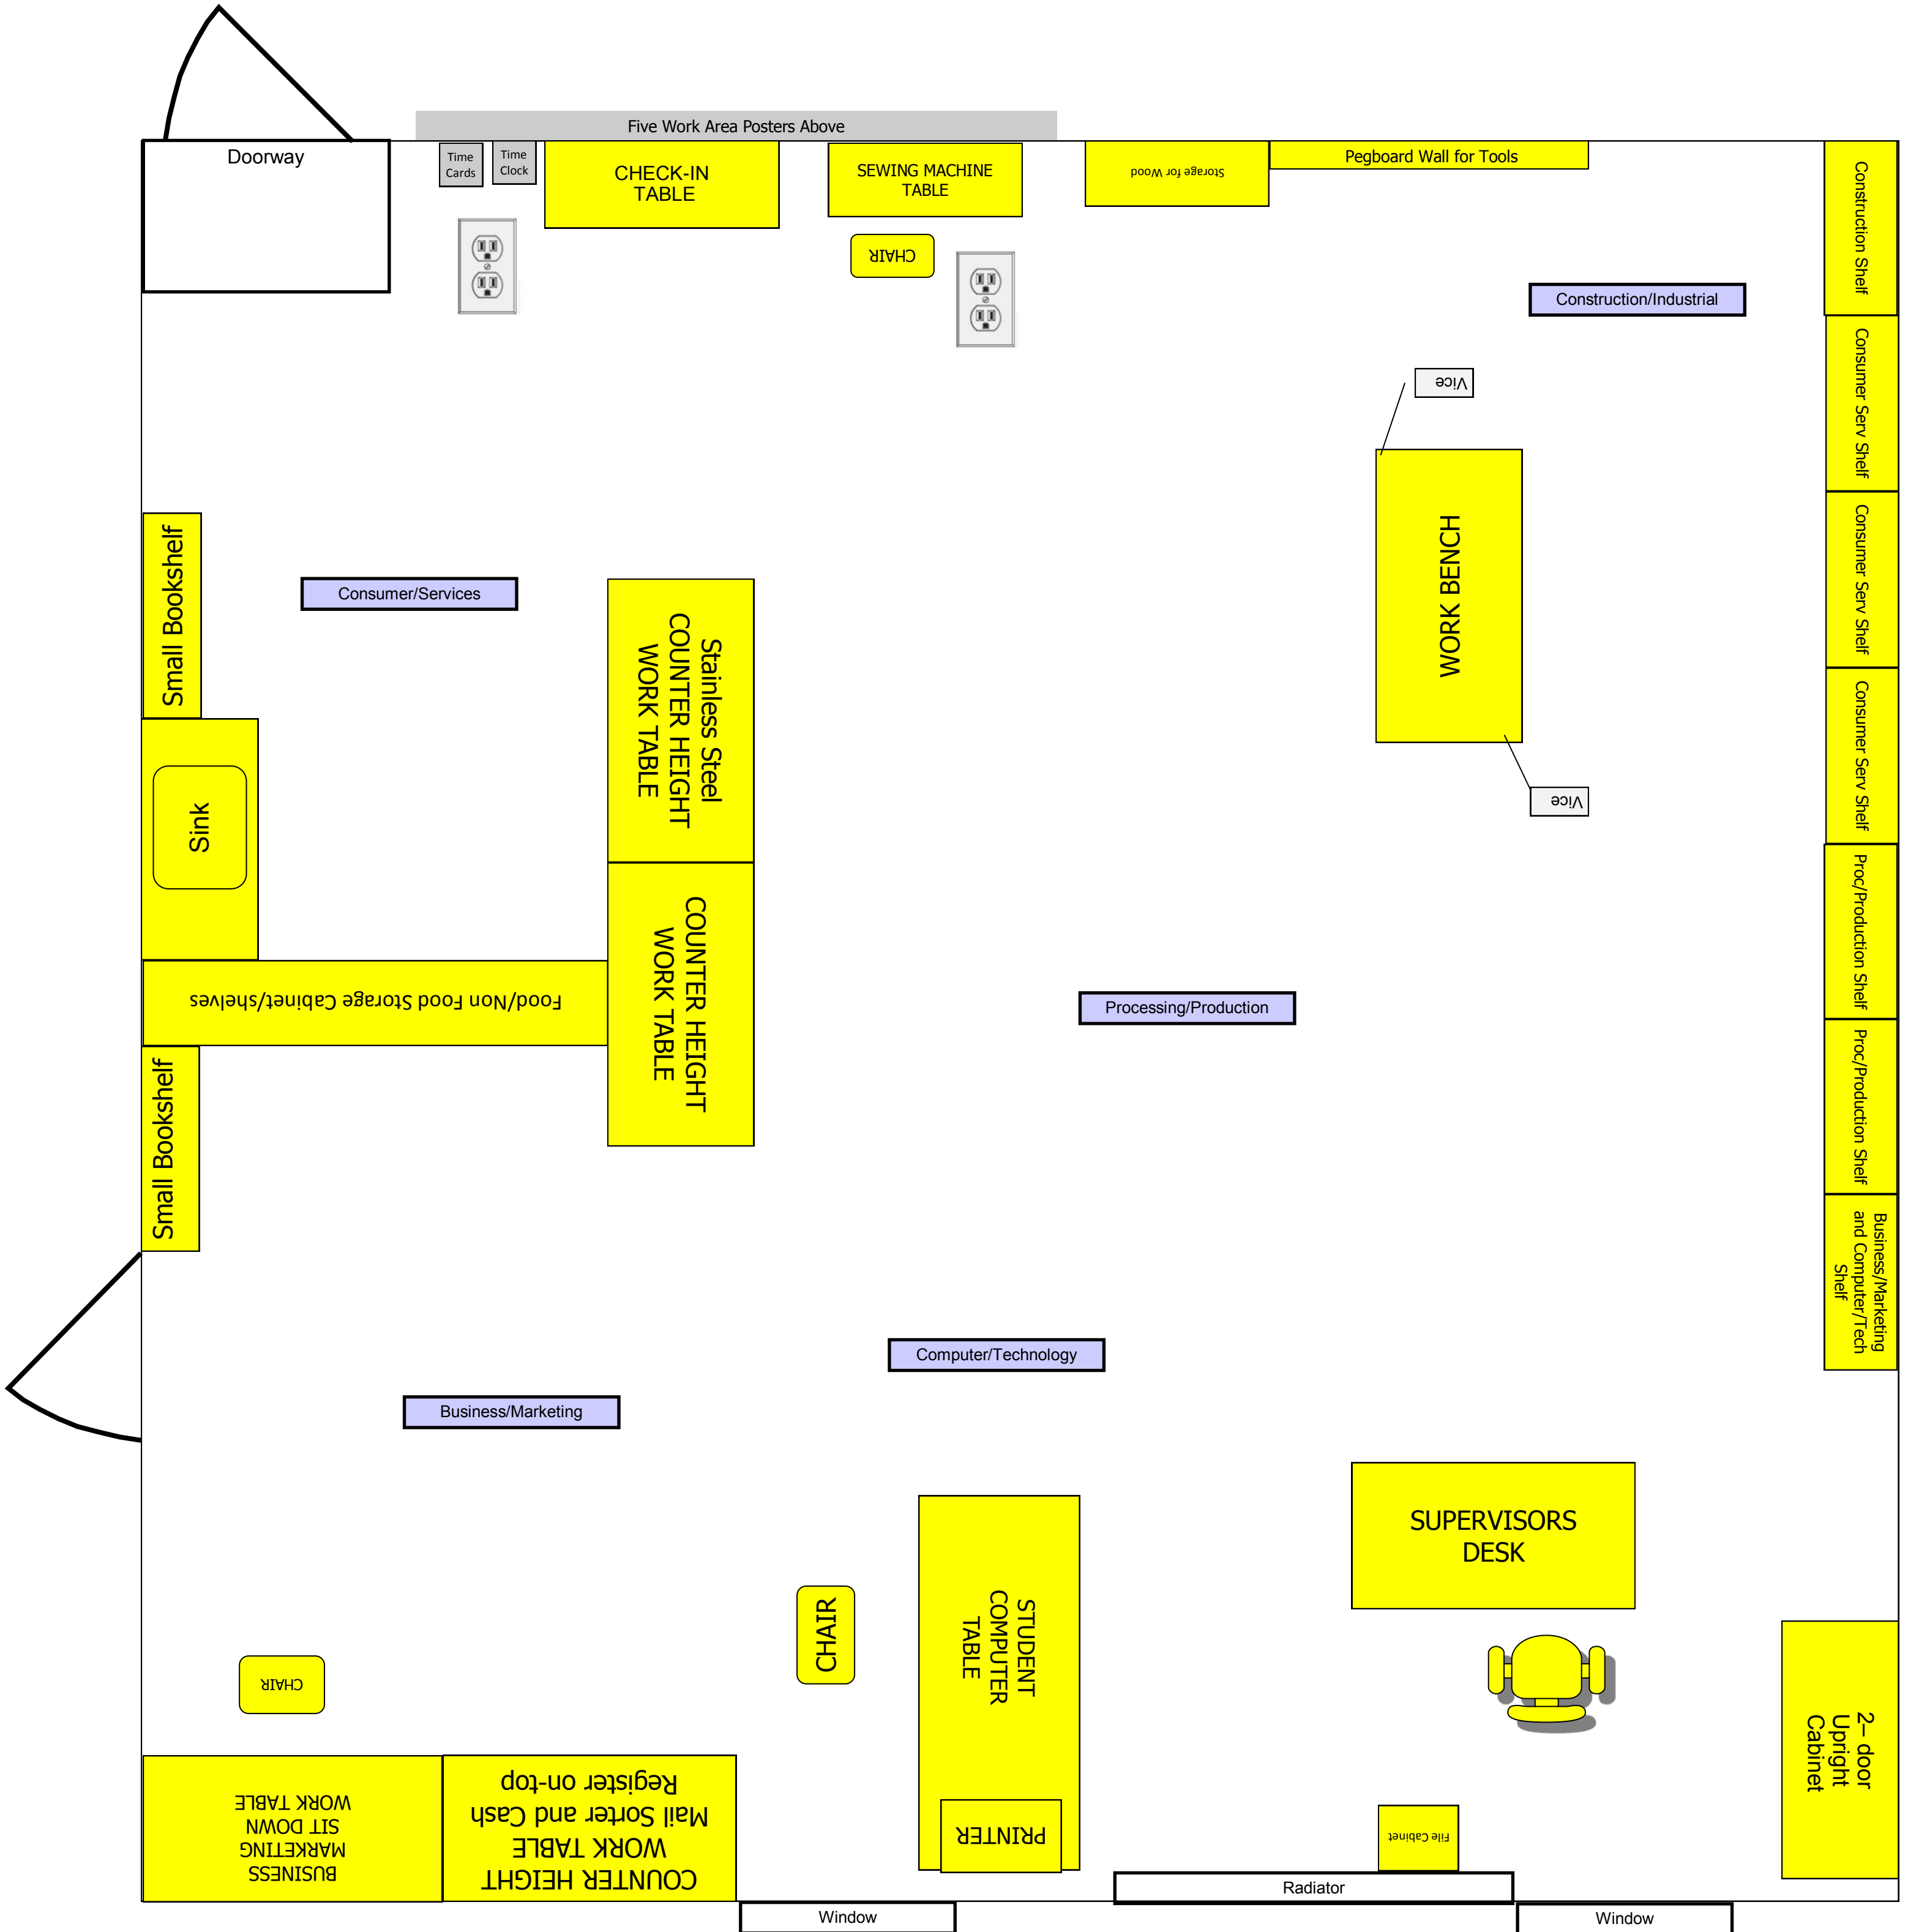 Five Work Area Posters Above
Doorway
Time
Cards
Time
Clock
CHECK-IN
TABLE
SEWING MACHINE
TABLE
Storage for Wood
Pegboard Wall for Tools
Construction Shelf
CHAIR
Construction/Industrial
Consumer Serv Shelf
Vice
Small Bookshelf
Consumer/Services
Stainless Steel
COUNTER HEIGHT
WORK TABLE
WORK BENCH
Consumer Serv Shelf
Consumer Serv Shelf
Vice
Sink
COUNTER HEIGHT
WORK TABLE
Proc/Production Shelf
Food/Non Food Storage Cabinet/shelves
Processing/Production
Proc/Production Shelf
Small Bookshelf
Business/Marketing
and Computer/Tech
Shelf
Computer/Technology
Business/Marketing
SUPERVISORS
DESK
STUDENT
COMPUTER
TABLE
CHAIR
CHAIR
2– door
Upright
Cabinet
BUSINESS
MARKETING
SIT DOWN
WORK TABLE
COUNTER HEIGHT
WORK TABLE
Mail Sorter and Cash
Register on-top
PRINTER
File Cabinet
Radiator
Window
Window